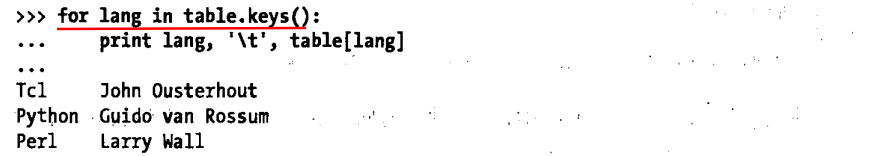 >>> for lang in table.keys():
...     print lang, '\t', table[lang]
...
Tcl     John Ousterhout
Python  Guido van Rossum
Perl    Larry Wall